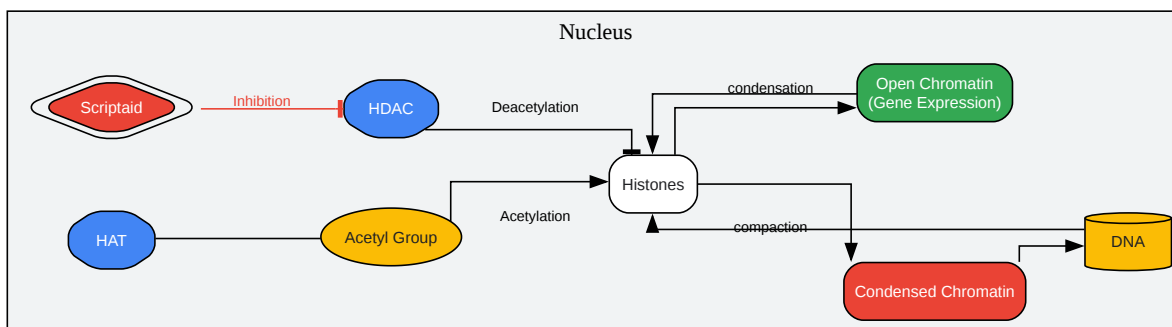 Nucleus
Scriptaid
Inhibition
HDAC
Deacetylation
condensation
Open Chromatin
(Gene Expression)
Histones
HAT
Acetyl Group
Acetylation
compaction
DNA
Condensed Chromatin